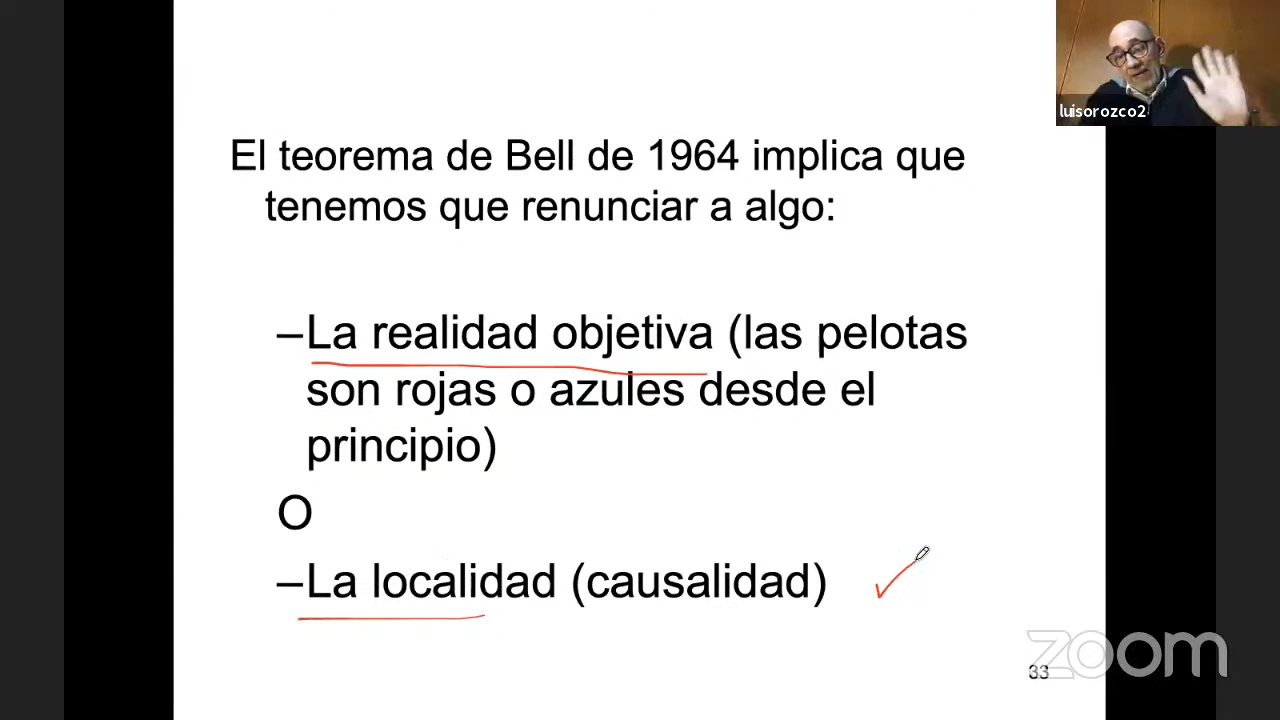 luisorozco2
El teorema de Bell de 1964 implica que
tenemos que renunciar a algo:
–La realidad objetiva (las pelotas
son rojas o azules desde el
principio)
O
–La localidad (causalidad)
zoom
33